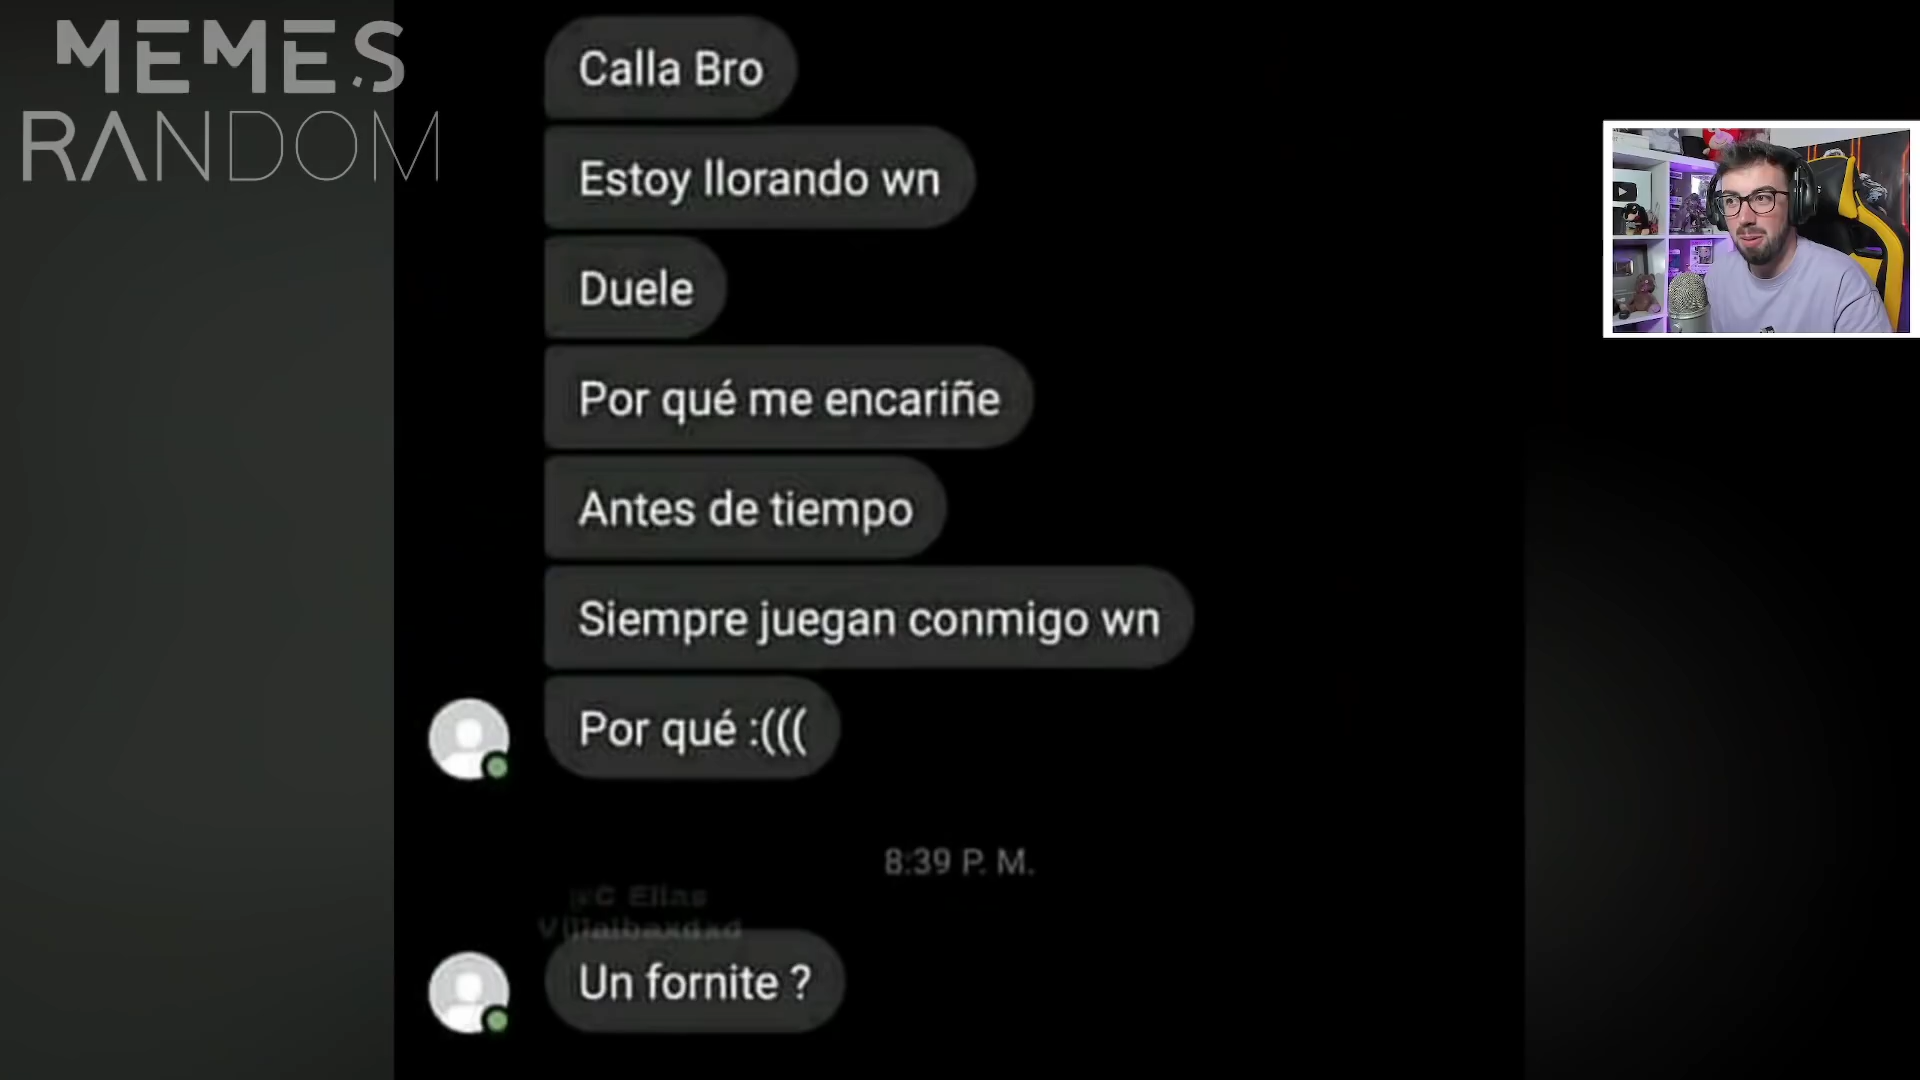 MEMES
RANDOM
Calla Bro
Estoy llorando wn
Duele
Por qué me encariñe
Antes de tiempo
Siempre juegan conmigo wn
Por qué :(((
8:39 P. M.
Elias
Un fornite ?